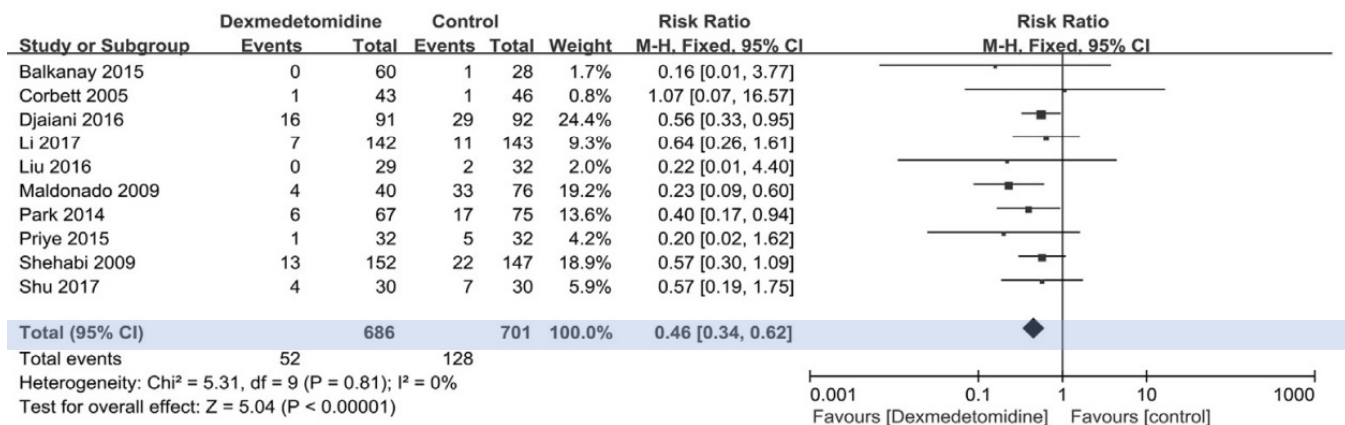 Dexmedetomidine Control Risk Ratio Risk Ratio
Study or Subgroup Events Total Events Total Weight M-H, Fixed, 95% CI M-H, Fixed, 95% CI
Balkanay 2015 0 60 1 28 1.7% 0.16 [0.01, 3.77]
Corbett 2005 1 43 1 46 0.8% 1.07 [0.07, 16.57]
Djaiani 2016 16 91 29 92 24.4% 0.56 [0.33, 0.95]
Li 2017 7 142 11 143 9.3% 0.64 [0.26, 1.61]
Liu 2016 0 29 2 32 2.0% 0.22 [0.01, 4.40]
Maldonado 2009 4 40 33 76 19.2% 0.23 [0.09, 0.60]
Park 2014 6 67 17 75 13.6% 0.40 [0.17, 0.94]
Priye 2015 1 32 5 32 4.2% 0.20 [0.02, 1.62]
Shehabi 2009 13 152 22 147 18.9% 0.57 [0.30, 1.09]
Shu 2017 4 30 7 30 5.9% 0.57 [0.19, 1.75]
Total (95% CI) 686 701 100.0% 0.46 [0.34, 0.62]
Total events 52 128
Heterogeneity: Chi² = 5.31, df = 9 (P = 0.81); I² = 0%
Test for overall effect: Z = 5.04 (P < 0.00001)
0.001 0.1 1 10 1000
Favours [Dexmedetomidine] Favours [control]